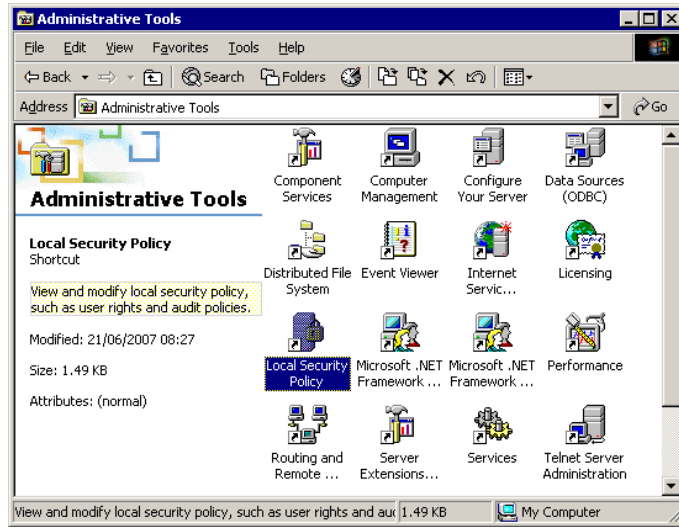 Administrative Tools
File Edit View Favorites Tools Help
Back Search Folders
Address Administrative Tools Go
Administrative Tools
Local Security Policy
Shortcut
View and modify local security policy,
such as user rights and audit policies.
Modified: 21/06/2007 08:27
Size: 1.49 KB
Attributes: (normal)
Component
Services
Computer
Management
Configure
Your Server
Data Sources
(ODBC)
Distributed File
System
Event Viewer
Internet
Servic...
Licensing
Local Security
Policy
Microsoft .NET
Framework ...
Microsoft .NET
Framework ...
Performance
Routing and
Remote ...
Server
Extensions...
Services
Telnet Server
Administration
View and modify local security policy, such as user rights and auc 1.49 KB My Computer